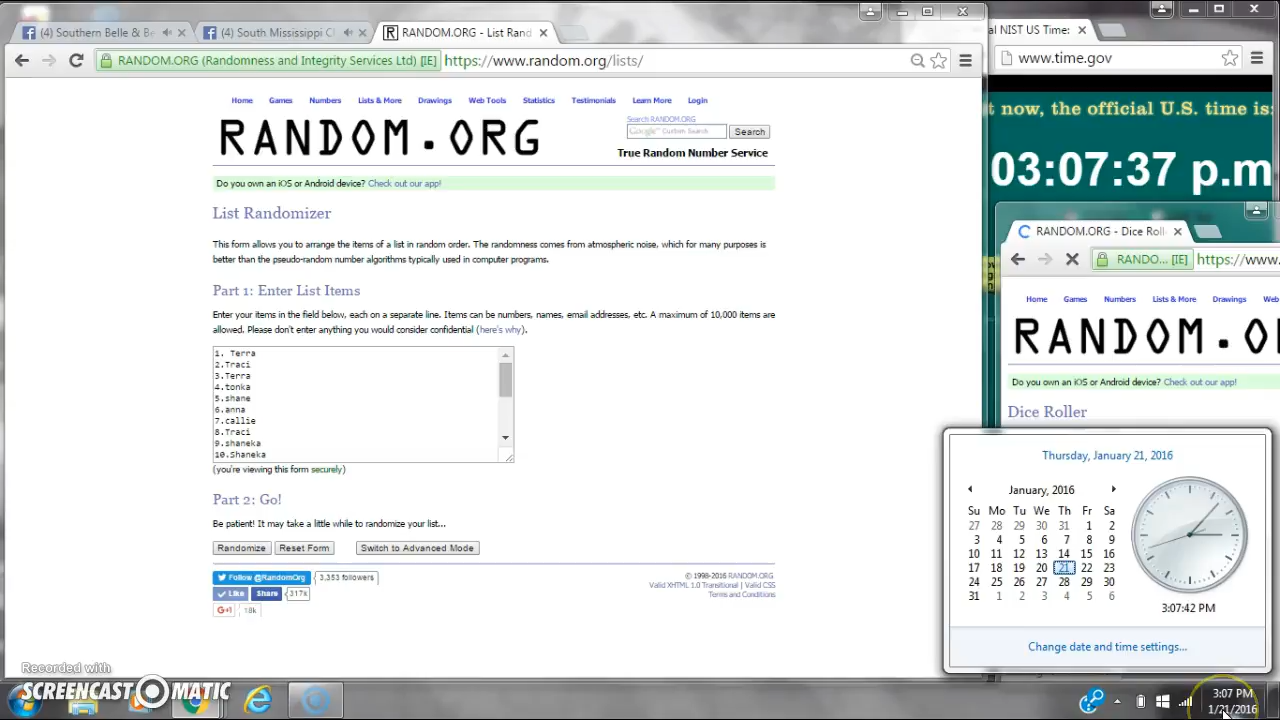 (4) Southern Belle & Be
(4) South Mississippi
RANDOM.ORG - List Rand
RANDOM.ORG (Randomness and Integrity Services Ltd) [IE]
https://www.random.org/lists/
Home Games Numbers Lists & More Drawings Web Tools Statistics Testimonials Learn More Login
RANDOM.ORG
Search RANDOM.ORG
Google™ Custom Search
Search
True Random Number Service
Do you own an iOS or Android device? Check out our app!
List Randomizer
This form allows you to arrange the items of a list in random order. The randomness comes from atmospheric noise, which for many purposes is
better than the pseudo-random number algorithms typically used in computer programs.
Part 1: Enter List Items
Enter your items in the field below, each on a separate line. Items can be numbers, names, email addresses, etc. A maximum of 10,000 items are
allowed. Please don't enter anything you would consider confidential (here's why).
1. Terra
2.Traci
3.Terra
4.tonka
5.shane
6.anna
7.callie
8.Traci
9.shaneka
10.Shaneka
(you're viewing this form securely)
Part 2: Go!
Be patient! It may take a little while to randomize your list...
Randomize Reset Form Switch to Advanced Mode
Follow @RandomOrg 3,353 followers
Like Share 317k
G+1 18k
© 1998-2016 RANDOM.ORG
Valid XHTML 1.0 Transitional | Valid CSS
Terms and Conditions
al NIST US Time:
www.time.gov
t now, the official U.S. time is:
03:07:37 p.m
RANDOM.ORG - Dice Roll
RANDO... [IE] https://www.
Home Games Numbers Lists & More Drawings Web
RANDOM.O
Do you own an iOS or Android device? Check out our app!
Dice Roller
Thursday, January 21, 2016
January, 2016
Su Mo Tu We Th Fr Sa
27 28 29 30 31 1 2
3 4 5 6 7 8 9
10 11 12 13 14 15 16
17 18 19 20 21 22 23
24 25 26 27 28 29 30
31 1 2 3 4 5 6
3:07:42 PM
Change date and time settings...
Recorded with
SCREENCAST MATIC
3:07 PM
1/21/2016